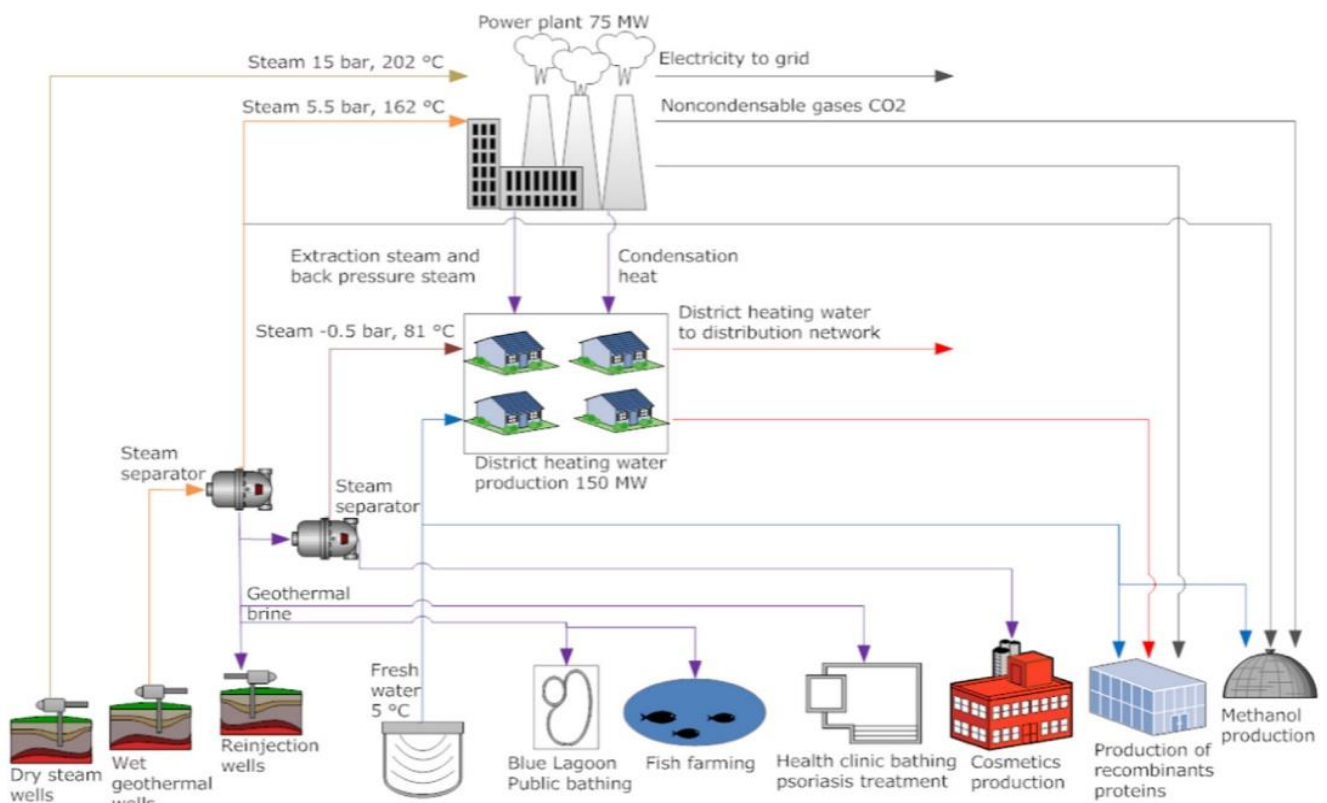 Power plant 75 MW
Steam 15 bar, 202 °C
Electricity to grid
Steam 5.5 bar, 162 °C
Noncondensable gases CO2
Extraction steam and
back pressure steam
Condensation
heat
Steam -0.5 bar, 81 °C
District heating water
to distribution network
Steam
separator
District heating water
production 150 MW
Steam
separator
Geothermal
brine
Fresh
water
5 °C
Dry steam
wells
Wet
geothermal
wells
Reinjection
wells
Blue Lagoon
Public bathing
Fish farming
Health clinic bathing
psoriasis treatment
Cosmetics
production
Production of
recombinants
proteins
Methanol
production